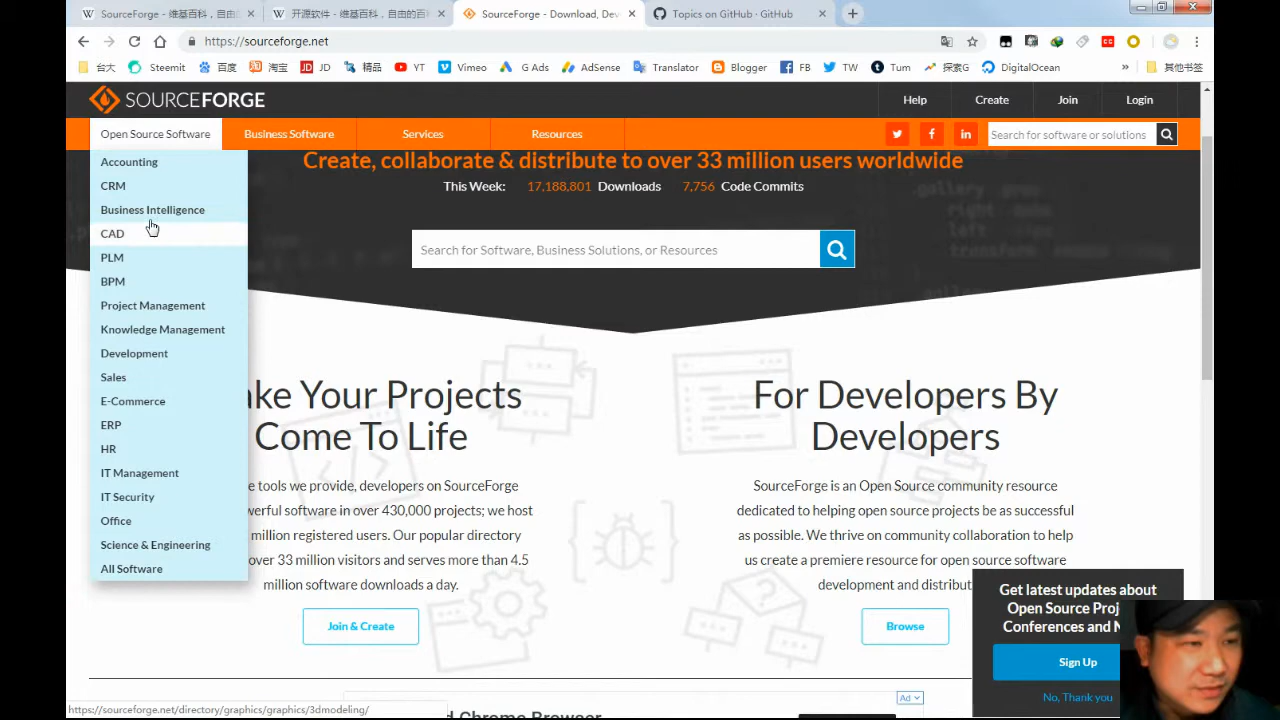 SourceForge - 维基百科，自由
开源软件 - 维基百科，自由的百科
SourceForge - Download, Dev
Topics on GitHub · GitHub
https://sourceforge.net
台大 Steemit 百度 淘宝 JD 精品 YT Vimeo G Ads AdSense Translator Blogger FB TW Tum 探索G DigitalOcean » 其他书签
SOURCEFORGE
Help Create Join Login
Open Source Software Business Software Services Resources
Search for software or solutions
Create, collaborate & distribute to over 33 million users worldwide
This Week: 17,188,801 Downloads 7,756 Code Commits
Search for Software, Business Solutions, or Resources
Accounting
CRM
Business Intelligence
CAD
PLM
BPM
Project Management
Knowledge Management
Development
Sales
E-Commerce
ERP
HR
IT Management
IT Security
Office
Science & Engineering
All Software
ke Your Projects
Come To Life
e tools we provide, developers on SourceForge
erful software in over 430,000 projects; we host
million registered users. Our popular directory
over 33 million visitors and serves more than 4.5
million software downloads a day.
Join & Create
For Developers By
Developers
SourceForge is an Open Source community resource
dedicated to helping open source projects be as successful
as possible. We thrive on community collaboration to help
us create a premiere resource for open source software
development and distribut
Browse
Get latest updates about
Open Source Proj
Conferences and N
Sign Up
No, Thank you
Ad
d Chrome Browser
https://sourceforge.net/directory/graphics/graphics/3dmodeling/